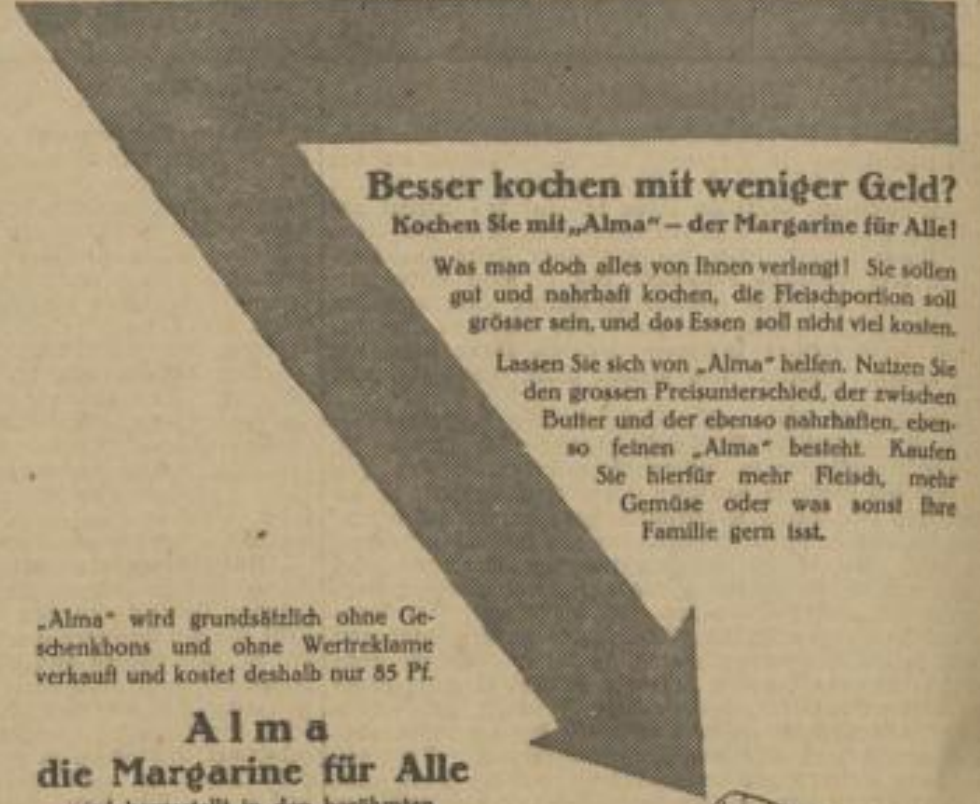 Besser kochen mit weniger Geld?
Kochen Sie mit „Alma“ – der Margarine für Alle!
Was man doch alles von Ihnen verlangt! Sie sollen
gut und nahrhaft kochen, die Fleischportion soll
grösser sein, und das Essen soll nicht viel kosten.
Lassen Sie sich von „Alma“ helfen. Nutzen Sie
den grossen Preisunterschied, der zwischen
Butter und der ebenso nahrhaften, eben-
so feinen „Alma“ besteht. Kaufen
Sie hierfür mehr Fleisch, mehr
Gemüse oder was sonst Ihre
Familie gern isst.
„Alma“ wird grundsätzlich ohne Ge-
schenkbons und ohne Wertreklame
verkauft und kostet deshalb nur 85 Pf.
Alma
die Margarine für Alle